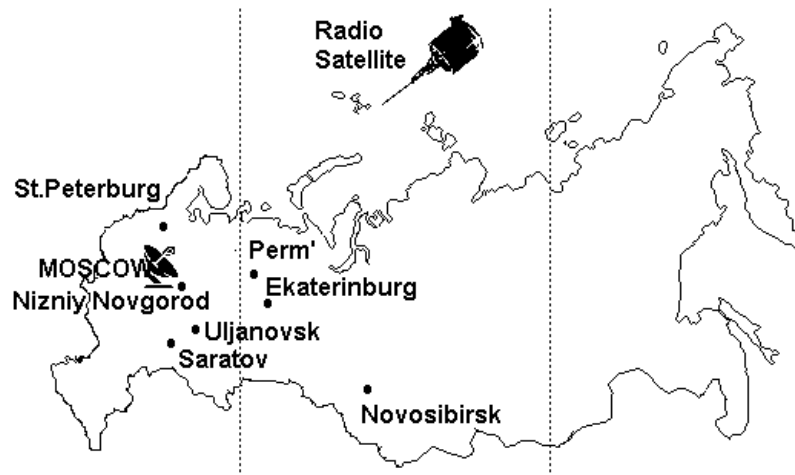 Radio
Satellite
St.Peterburg
Perm'
MOSCOW
Ekaterinburg
Nizniy Novgorod
Uljanovsk
Saratov
Novosibirsk